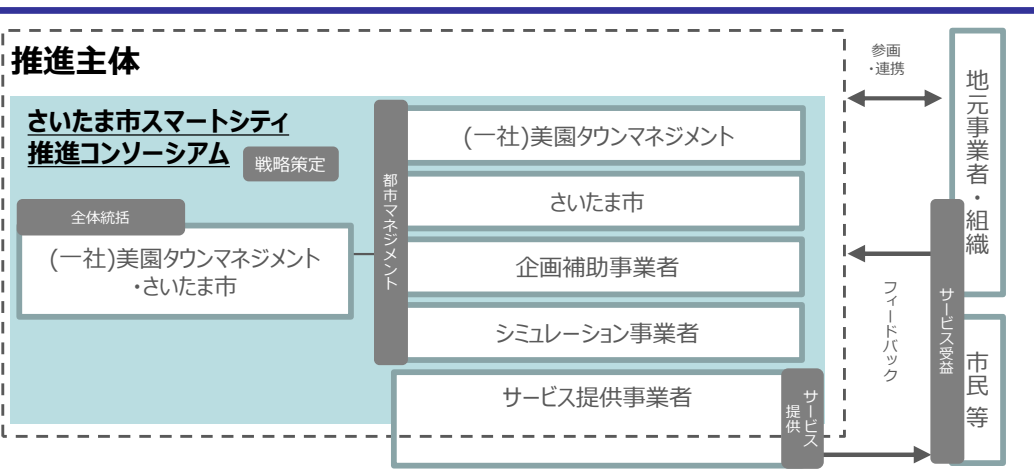 推進主体
さいたま市スマートシティ
推進コンソーシアム
戦略策定
全体統括
(一社)美園タウンマネジメント
・さいたま市
都市マネジメント
(一社)美園タウンマネジメント
さいたま市
企画補助事業者
シミュレーション事業者
サービス提供事業者
サービス
提供
参画
・連携
フィードバック
サービス受益
地元事業者・組織
市民 等